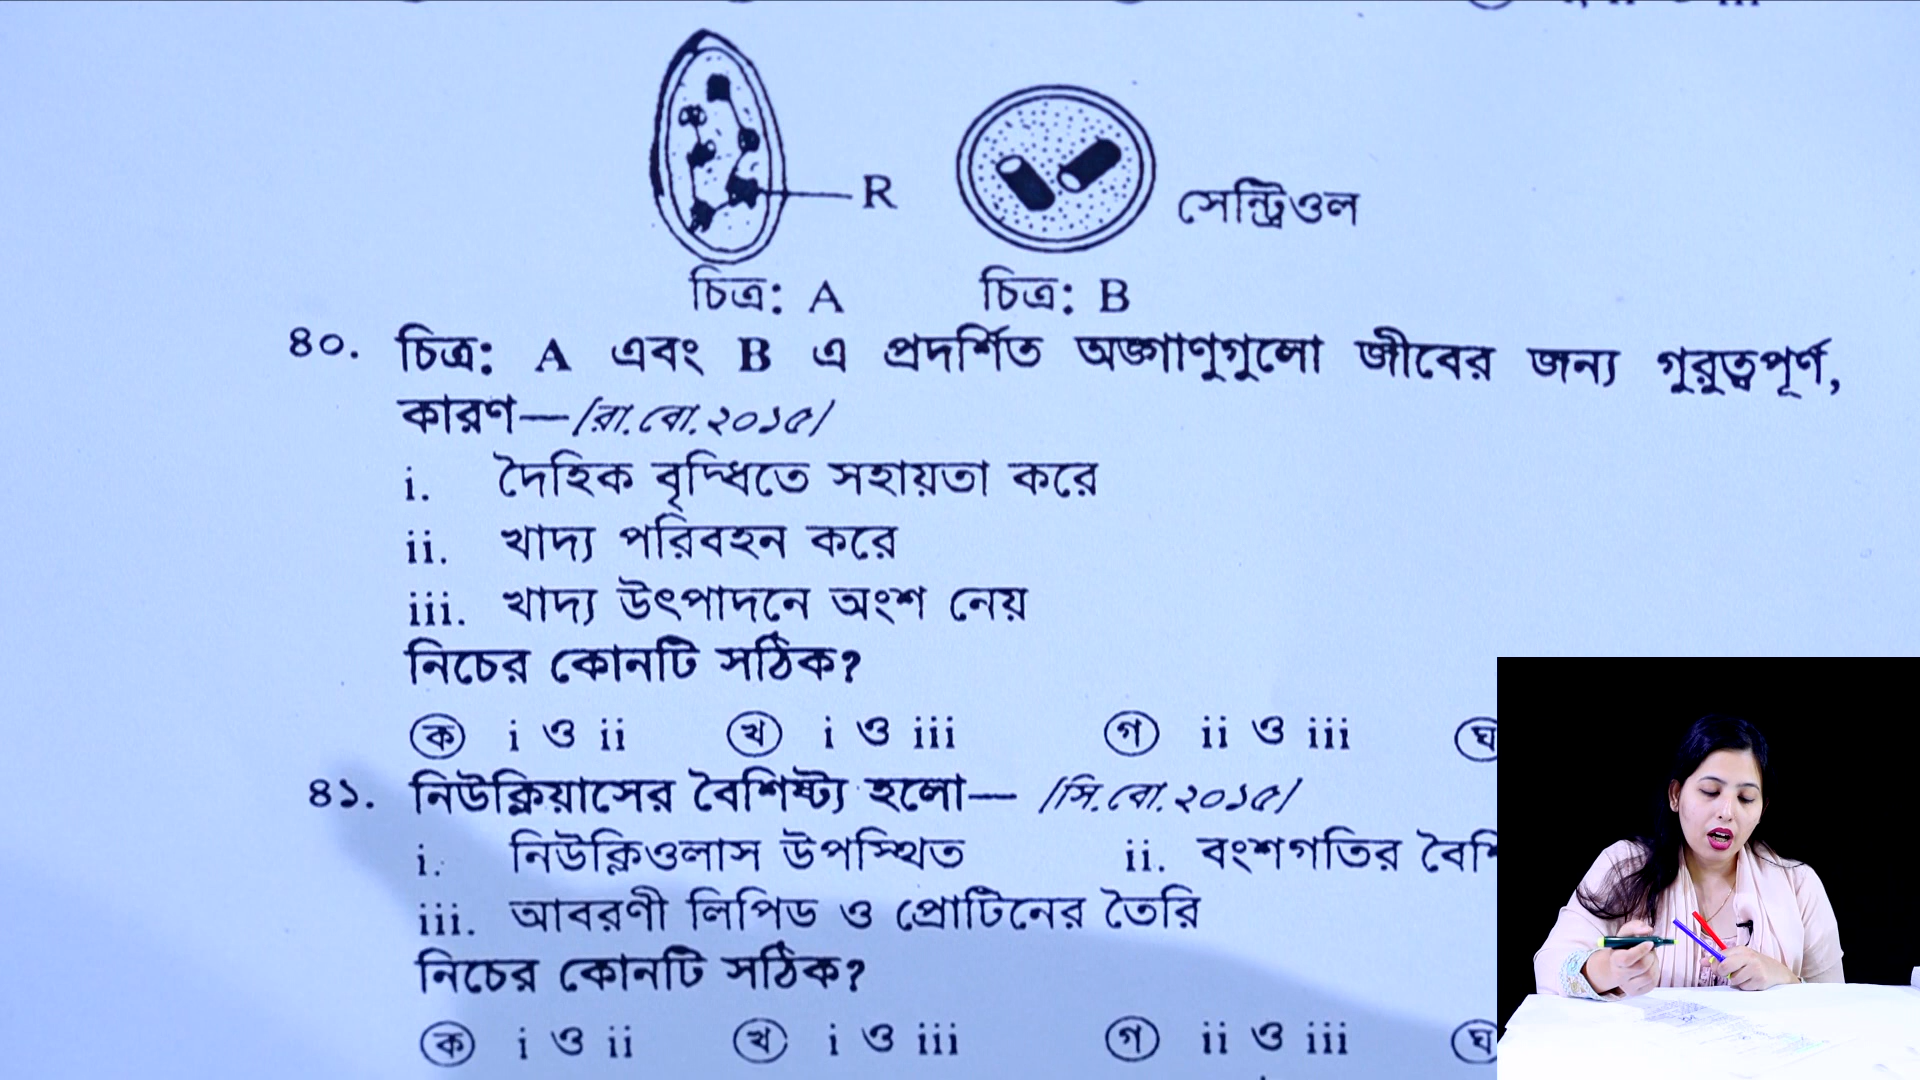 R
সেন্ট্রিওল
চিত্র: A
চিত্র: B
৪০. চিত্র: A এবং B এ প্রদর্শিত অঙ্গাণুগুলো জীবের জন্য গুরুত্বপূর্ণ,
কারণ—[রা.বো.২০১৫]
i. দৈহিক বৃদ্ধিতে সহায়তা করে
ii. খাদ্য পরিবহন করে
iii. খাদ্য উৎপাদনে অংশ নেয়
নিচের কোনটি সঠিক?
ক i ও ii খ i ও iii গ ii ও iii ঘ
৪১. নিউক্লিয়াসের বৈশিষ্ট্য হলো— [সি.বো.২০১৫]
i. নিউক্লিওলাস উপস্থিত ii. বংশগতির
iii. আবরণী লিপিড ও প্রোটিনের তৈরি
নিচের কোনটি সঠিক?
ক i ও ii খ i ও iii গ ii ও iii ঘ